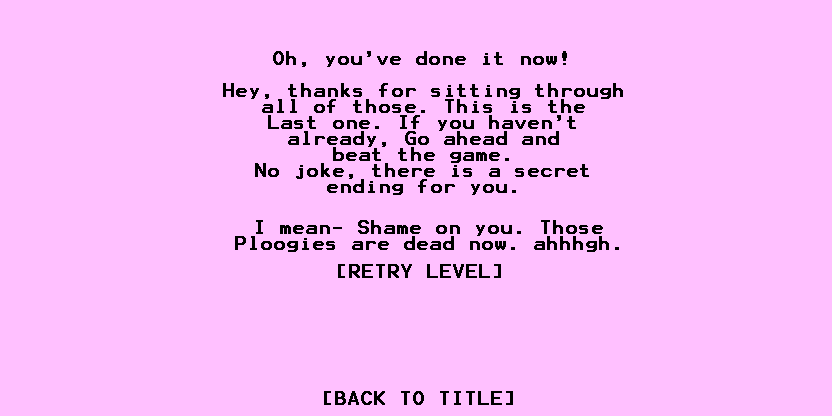 Oh, you've done it now!
Hey, thanks for sitting through
all of those. This is the
Last one. If you haven't
already, Go ahead and
beat the game.
No joke, there is a secret
ending for you.
I mean- Shame on you. Those
Ploogies are dead now. ahhhgh.
[RETRY LEVEL]
[BACK TO TITLE]